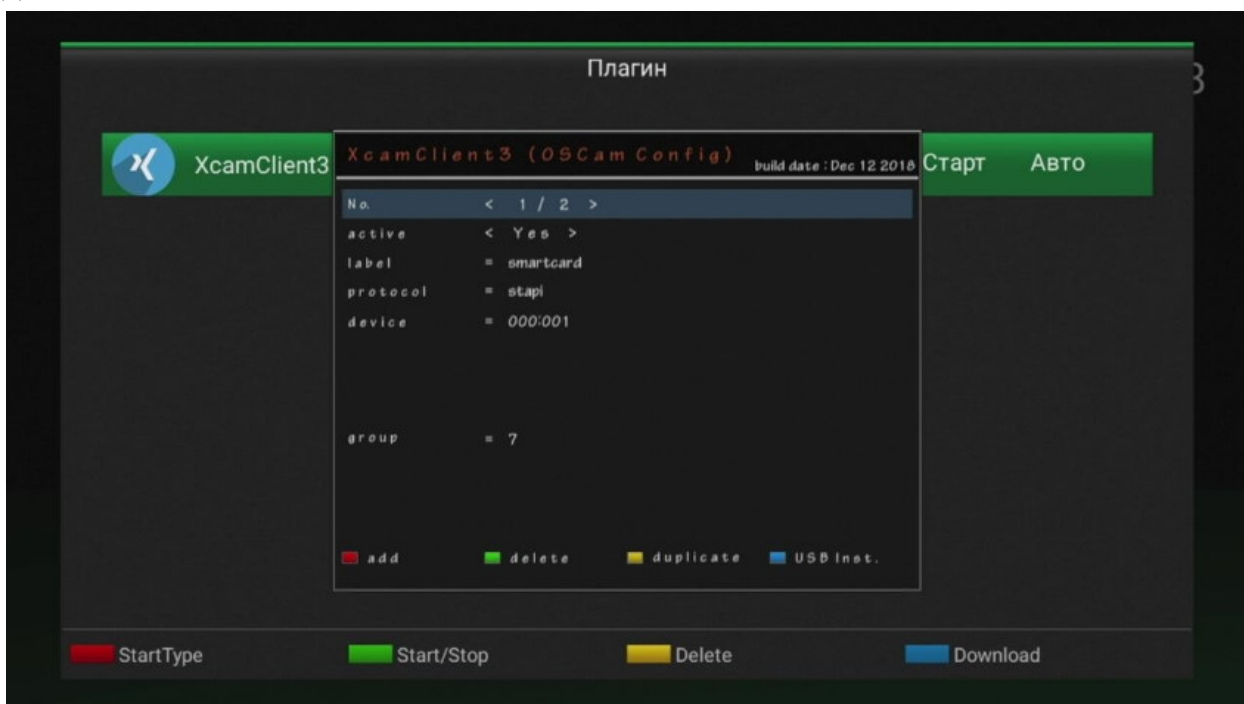 Плагин
XcamClient3
XcamClient3 (OSCam Config) build date : Dec 12 2018
Старт Авто
No. < 1 / 2 >
active < Yes >
label = smartcard
protocol = stapi
device = 000:001
group = 7
add delete duplicate USB Inst.
StartType Start/Stop Delete Download